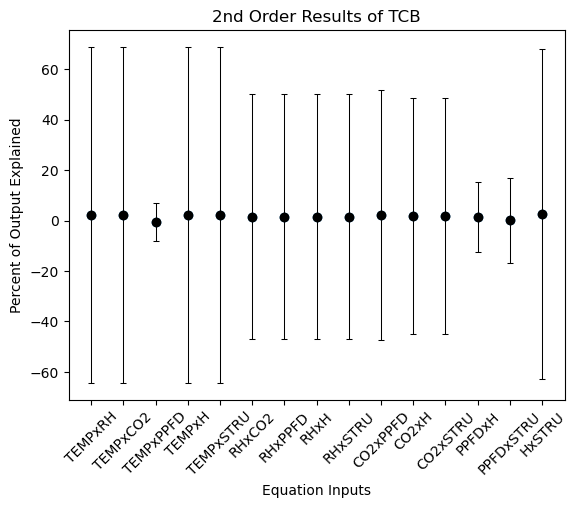 2nd Order Results of TCB
Percent of Output Explained
60
40
20
0
−20
−40
−60
TEMPxRH
TEMPxCO2
TEMPxPPFD
TEMPxH
TEMPxSTRU
RHxCO2
RHxPPFD
RHxH
RHxSTRU
CO2xPPFD
CO2xH
CO2xSTRU
PPFDxH
PPFDxSTRU
HxSTRU
Equation Inputs